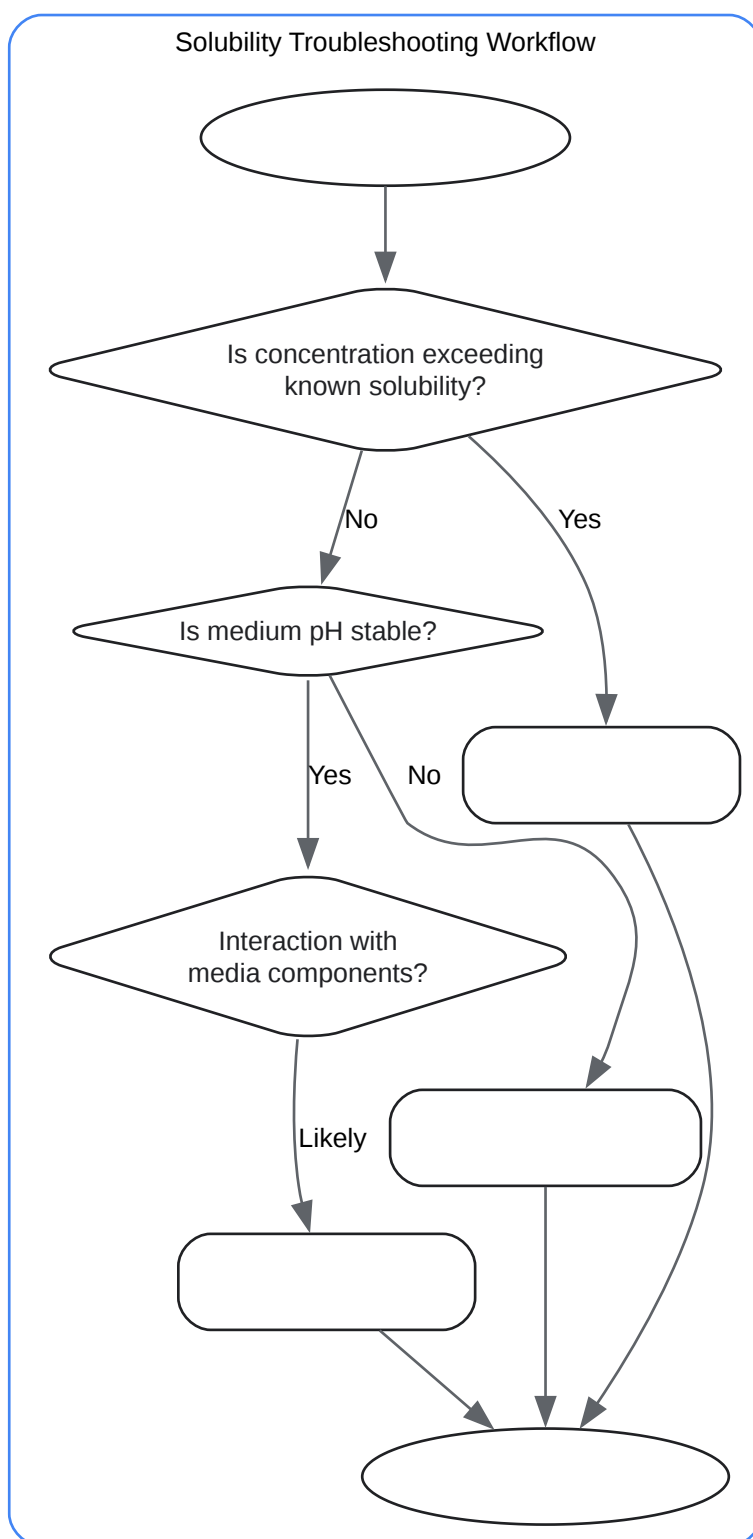 Solubility Troubleshooting Workflow
Is concentration exceeding
known solubility?
No
Yes
Is medium pH stable?
Yes
No
Interaction with
media components?
Likely